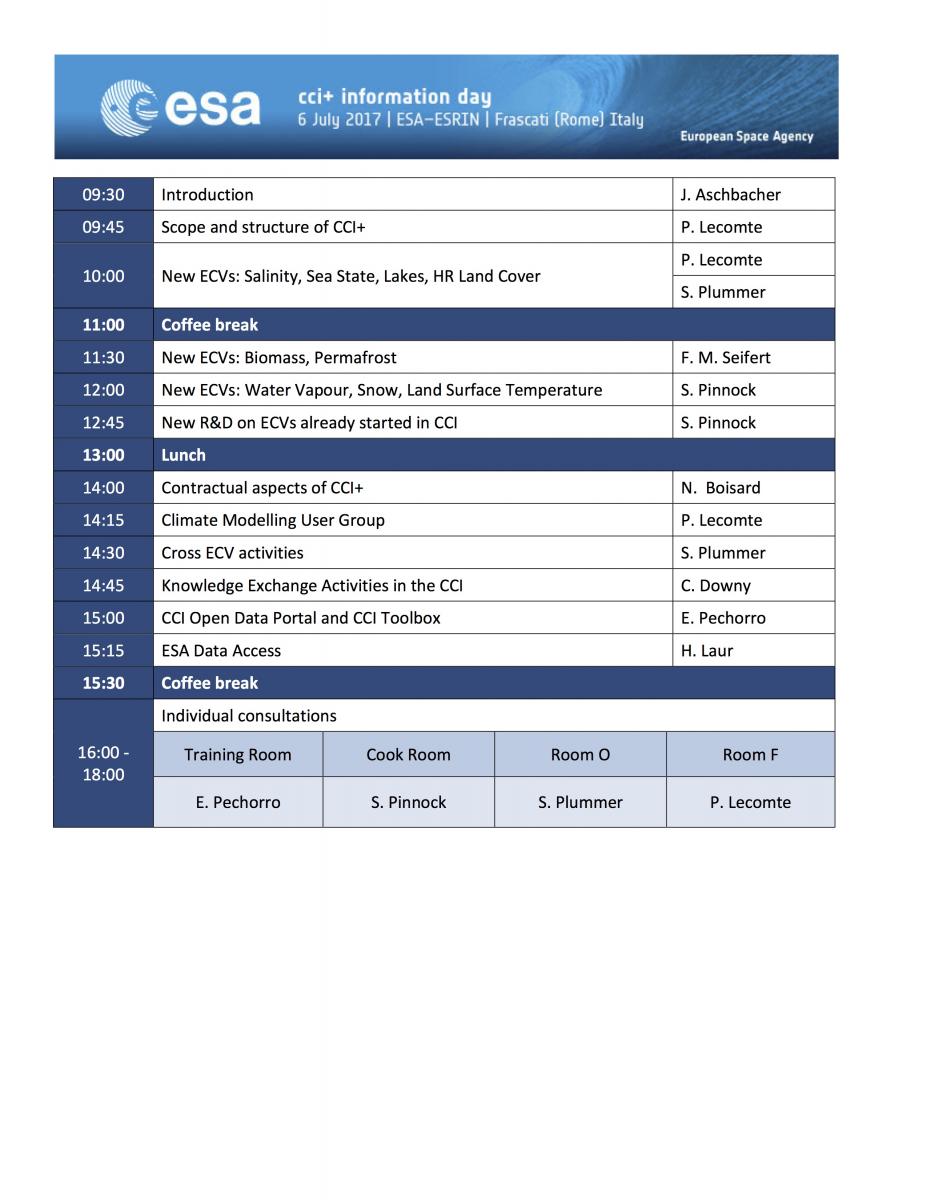 esa
cci+ information day
6 July 2017 | ESA–ESRIN | Frascati (Rome) Italy
European Space Agency
09:30 Introduction J. Aschbacher
09:45 Scope and structure of CCI+ P. Lecomte
10:00 New ECVs: Salinity, Sea State, Lakes, HR Land Cover P. Lecomte
S. Plummer
11:00 Coffee break
11:30 New ECVs: Biomass, Permafrost F. M. Seifert
12:00 New ECVs: Water Vapour, Snow, Land Surface Temperature S. Pinnock
12:45 New R&D on ECVs already started in CCI S. Pinnock
13:00 Lunch
14:00 Contractual aspects of CCI+ N. Boisard
14:15 Climate Modelling User Group P. Lecomte
14:30 Cross ECV activities S. Plummer
14:45 Knowledge Exchange Activities in the CCI C. Downy
15:00 CCI Open Data Portal and CCI Toolbox E. Pechorro
15:15 ESA Data Access H. Laur
15:30 Coffee break
16:00 -
18:00
Individual consultations
Training Room Cook Room Room O Room F
E. Pechorro S. Pinnock S. Plummer P. Lecomte